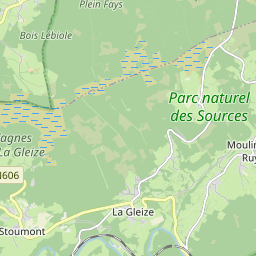 Plein Fays
Bois Lebiole
Parc naturel
des Sources
agnes
La Gleize
Moulin
Ruy
N606
La Gleize
Stoumont